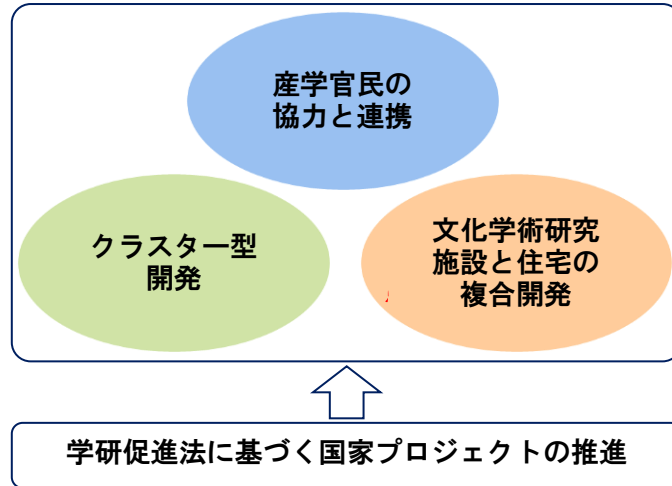 産学官民の
協力と連携
クラスター型
開発
文化学術研究
施設と住宅の
複合開発
学研促進法に基づく国家プロジェクトの推進